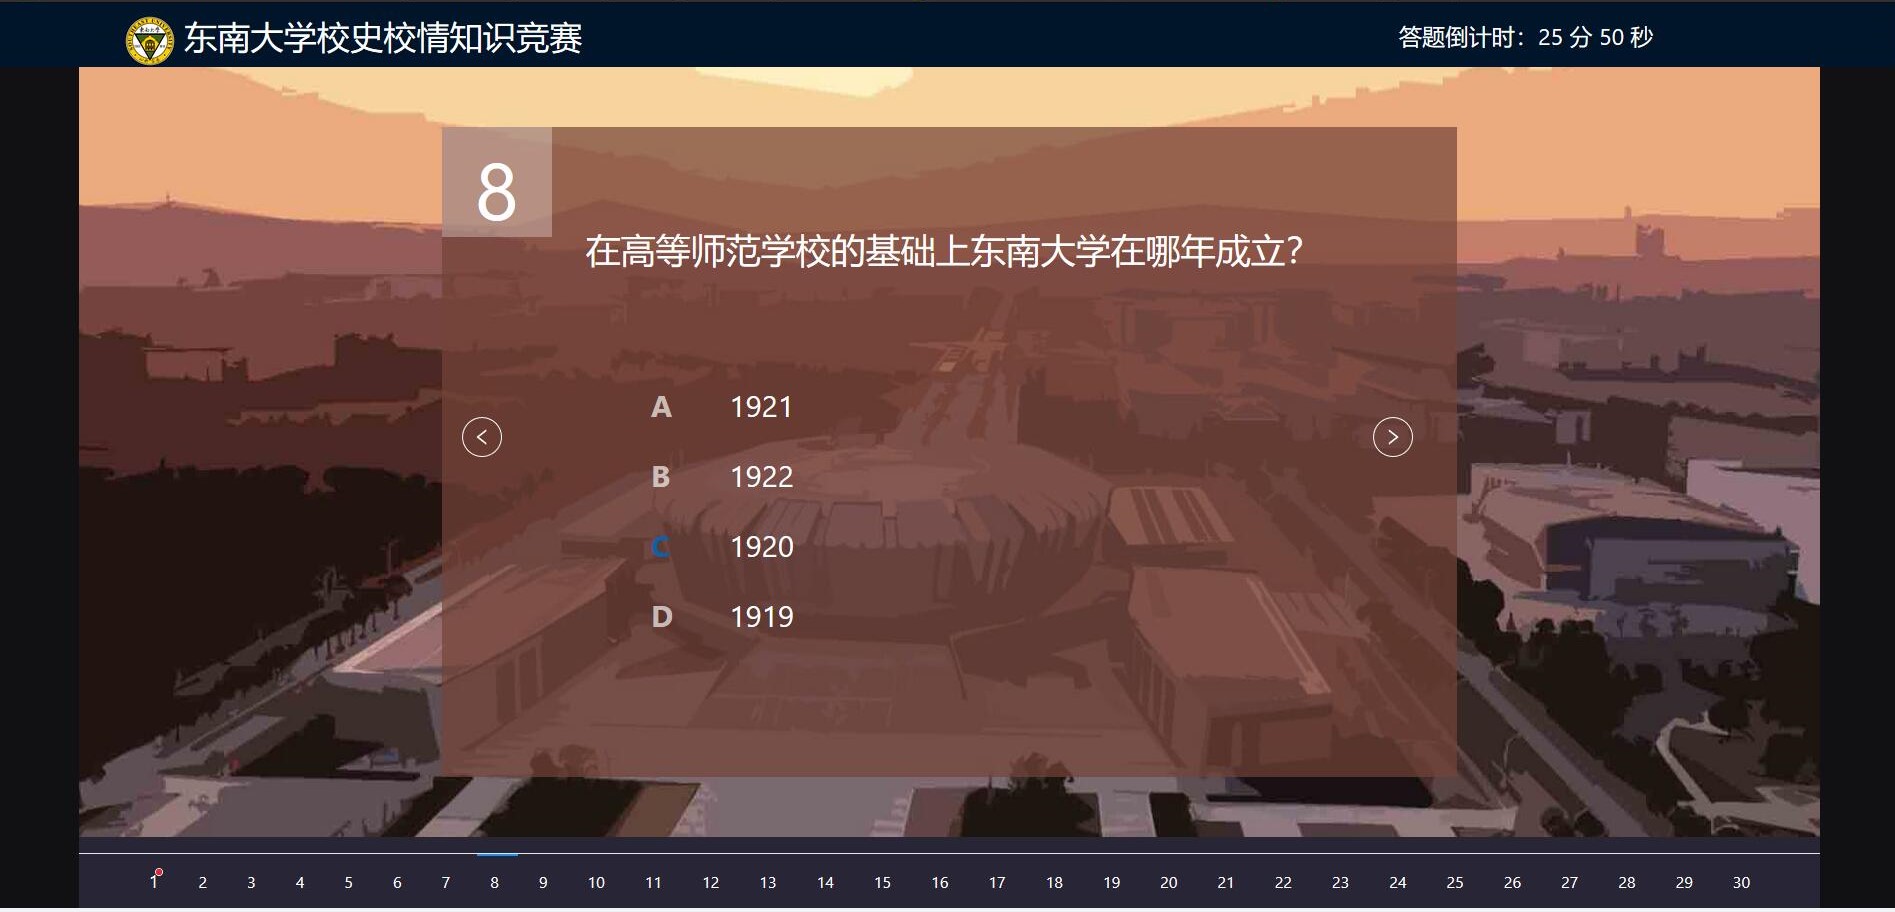 东南大学校史校情知识竞赛
答题倒计时：25 分 50 秒
8
在高等师范学校的基础上东南大学在哪年成立？
A 1921
B 1922
C 1920
D 1919
1 2 3 4 5 6 7 8 9 10 11 12 13 14 15 16 17 18 19 20 21 22 23 24 25 26 27 28 29 30